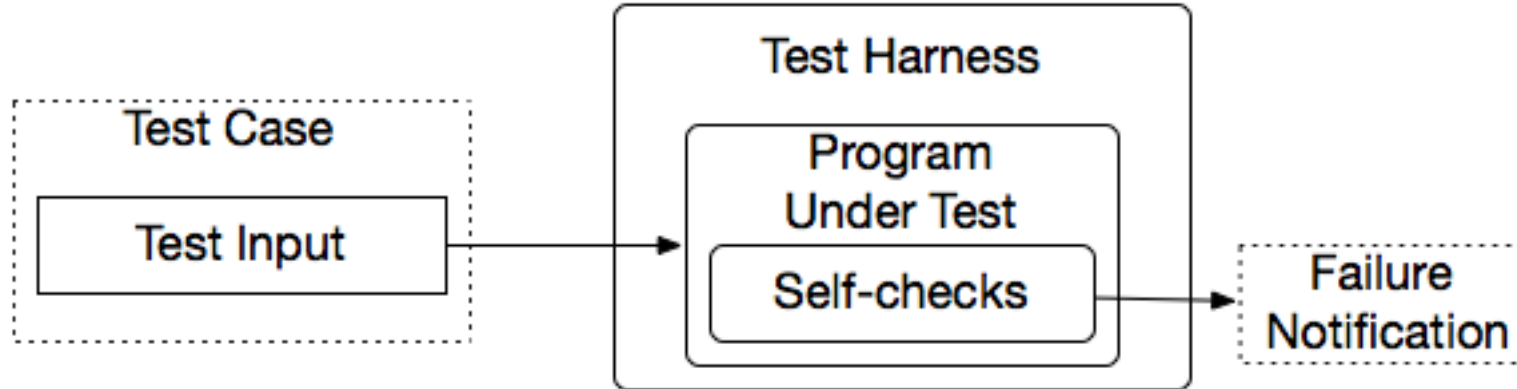 Test Case
Test Input
Test Harness
Program
Under Test
Self-checks
Failure
Notification